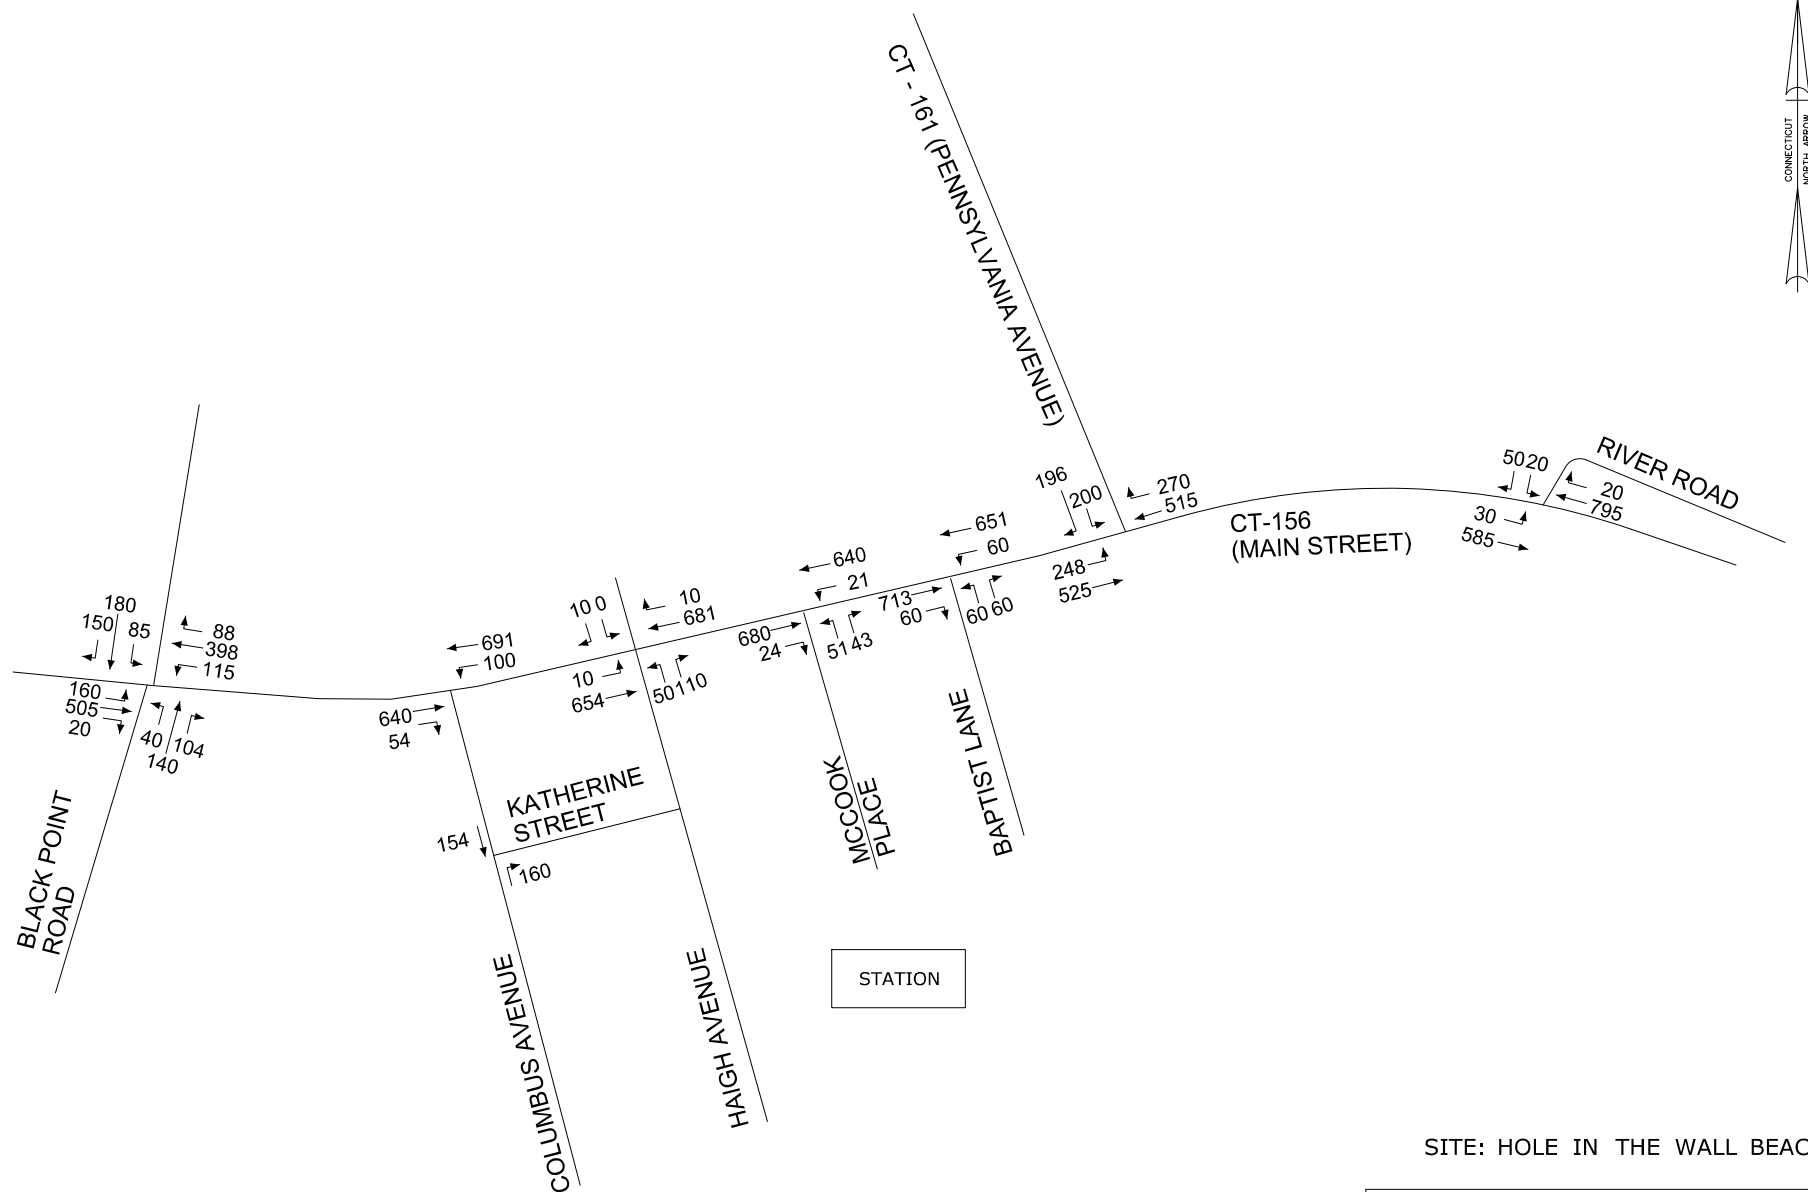 CONNECTICUT
NORTH ARROW
CT - 161 (PENNSYLVANIA AVENUE)
RIVER ROAD
50 20
20
795
30
585
CT-156
(MAIN STREET)
196
200
270
515
248
525
651
60
713
60
60 60
640
21
680
24
51 43
10 0
10
681
10
654
50 110
691
100
640
54
180
150
85
88
398
115
160
505
20
40
140
104
KATHERINE
STREET
154
160
MCCOOK
PLACE
BAPTIST LANE
BLACK POINT
ROAD
COLUMBUS AVENUE
HAIGH AVENUE
STATION
SITE: HOLE IN THE WALL BEAC